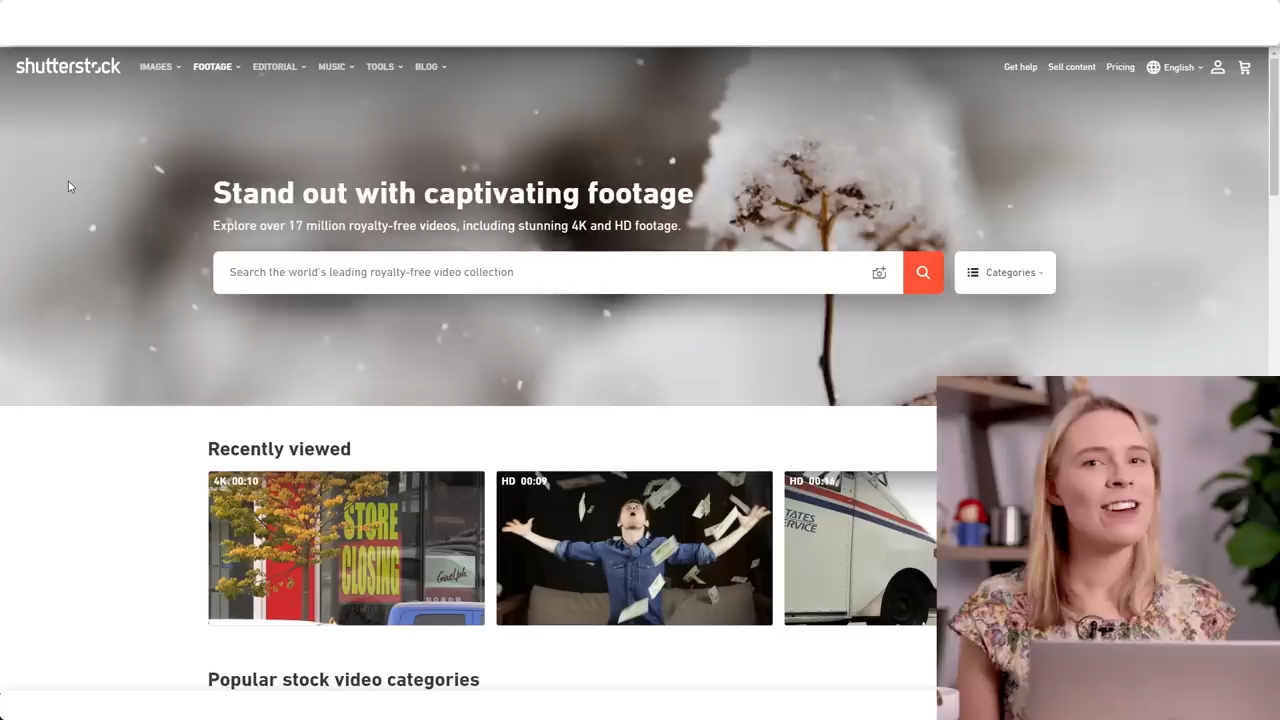 shutterstock IMAGES FOOTAGE EDITORIAL MUSIC TOOLS BLOG Get help Sell content Pricing English
Stand out with captivating footage
Explore over 17 million royalty-free videos, including stunning 4K and HD footage.
Search the world's leading royalty-free video collection Categories
Recently viewed
4K 00:10 HD 00:09 HD 00:16
STORE
CLOSING
Guelph
TATES
ERVICE
Popular stock video categories